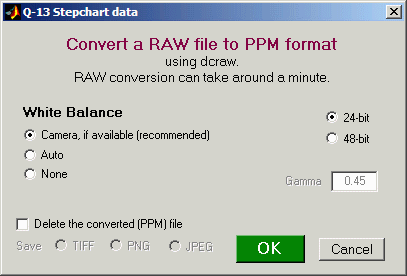 Q-13 Stepchart data
Convert a RAW file to PPM format
using dcraw.
RAW conversion can take around a minute.
White Balance
Camera, if available (recommended)
Auto
None
24-bit
48-bit
Gamma 0.45
Delete the converted (PPM) file
Save TIFF PNG JPEG
OK Cancel